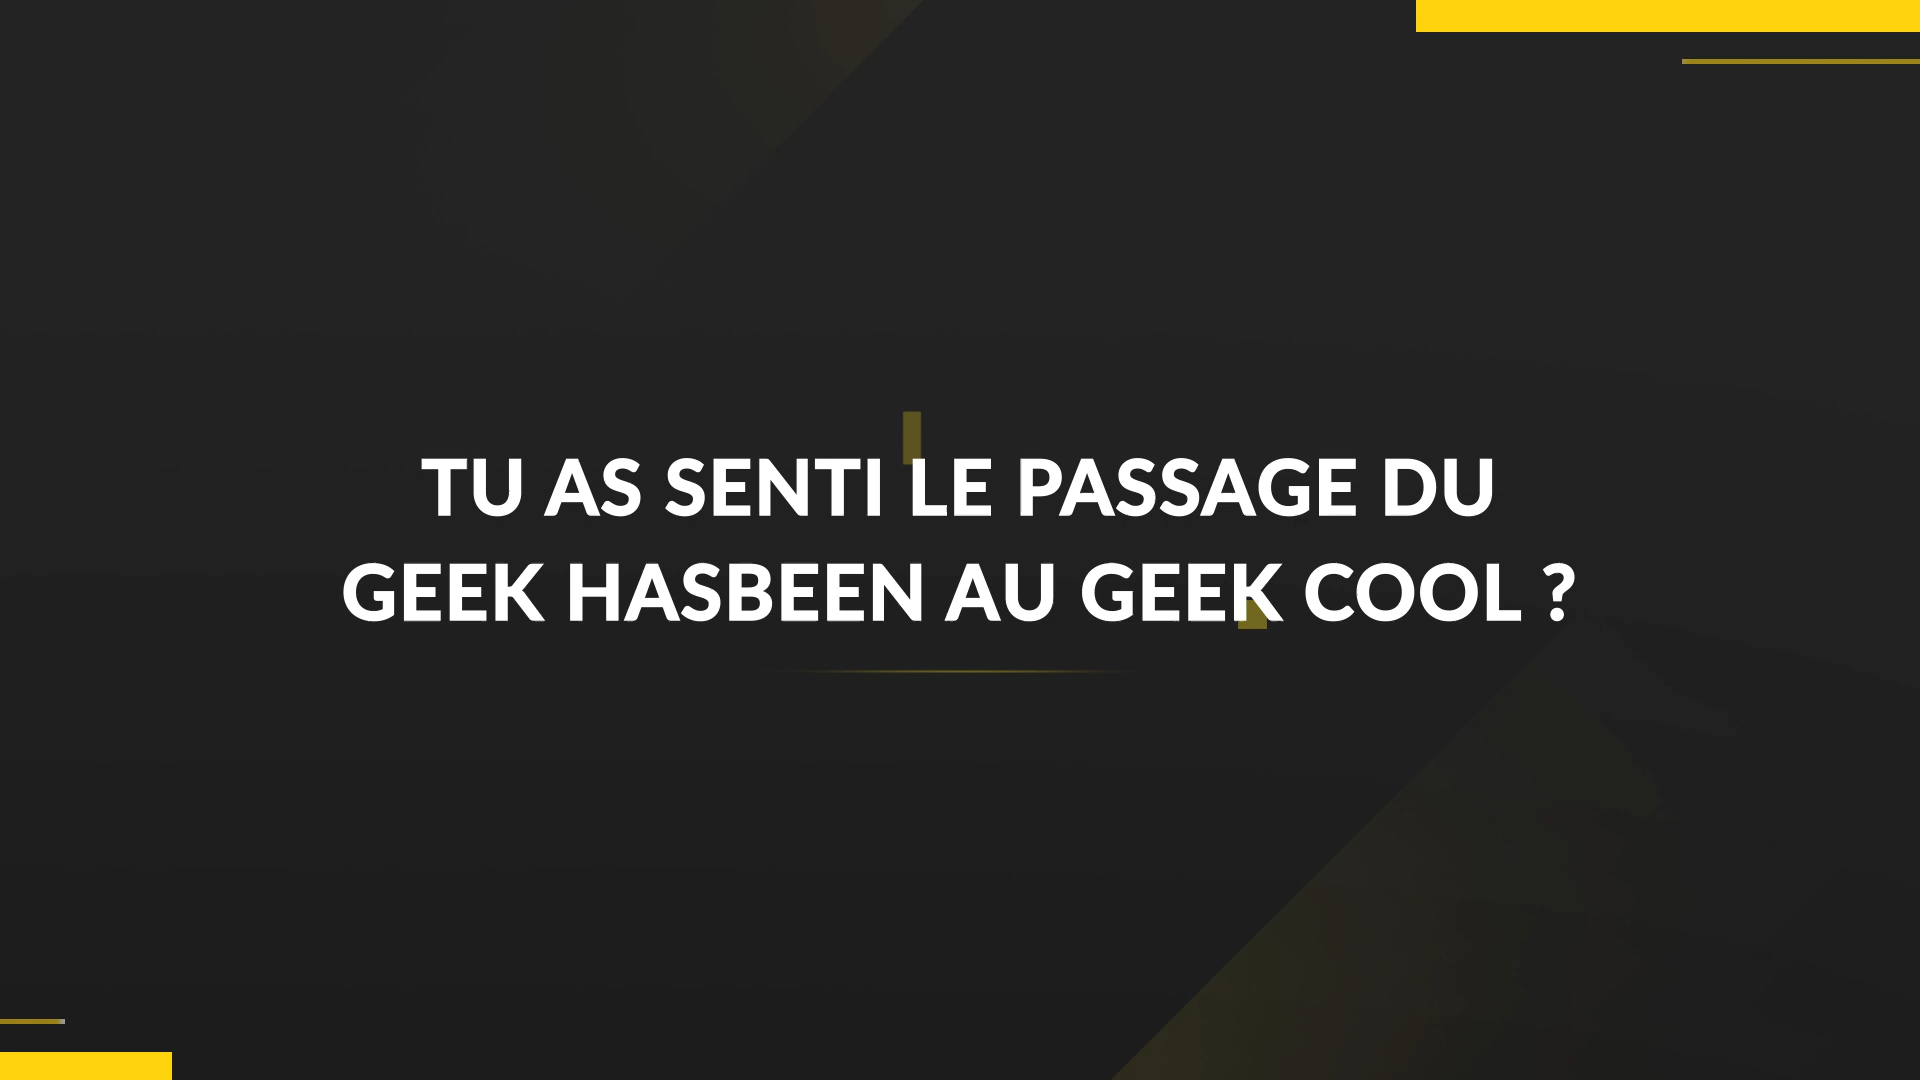 TU AS SENTI LE PASSAGE DU
GEEK HASBEEN AU GEEK COOL ?